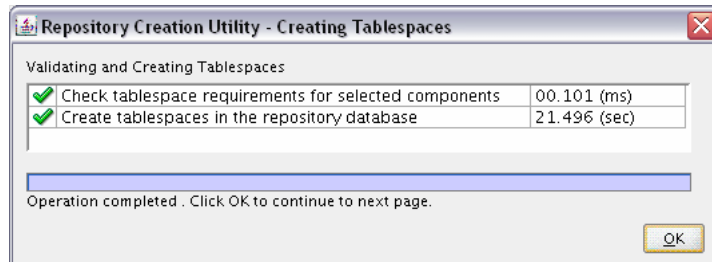 Repository Creation Utility - Creating Tablespaces
Validating and Creating Tablespaces
Check tablespace requirements for selected components 00.101 (ms)
Create tablespaces in the repository database 21.496 (sec)
Operation completed . Click OK to continue to next page.
OK